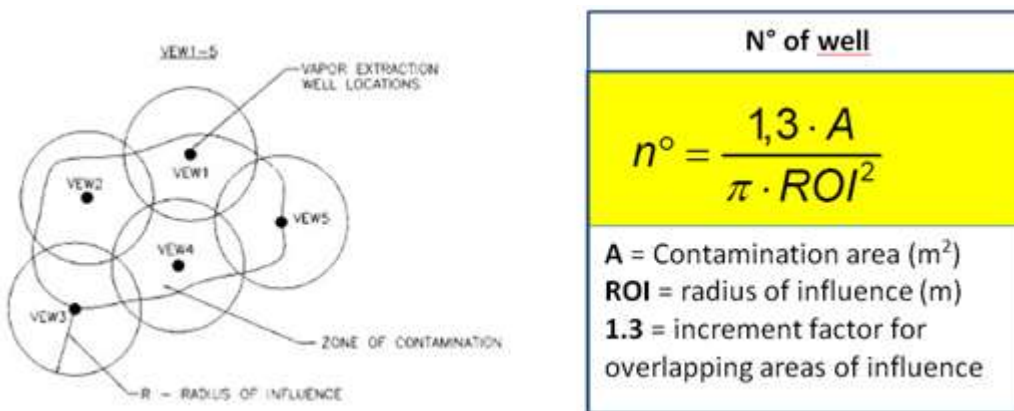 VEW1-5
VAPOR EXTRACTION
WELL LOCATIONS
VEW1
VEW2
VEW5
VEW4
VEW3
ZONE OF CONTAMINATION
R - RADIUS OF INFLUENCE
N° of well
n° = 1,3 · A / π · ROI²
A = Contamination area (m²)
ROI = radius of influence (m)
1.3 = increment factor for
overlapping areas of influence